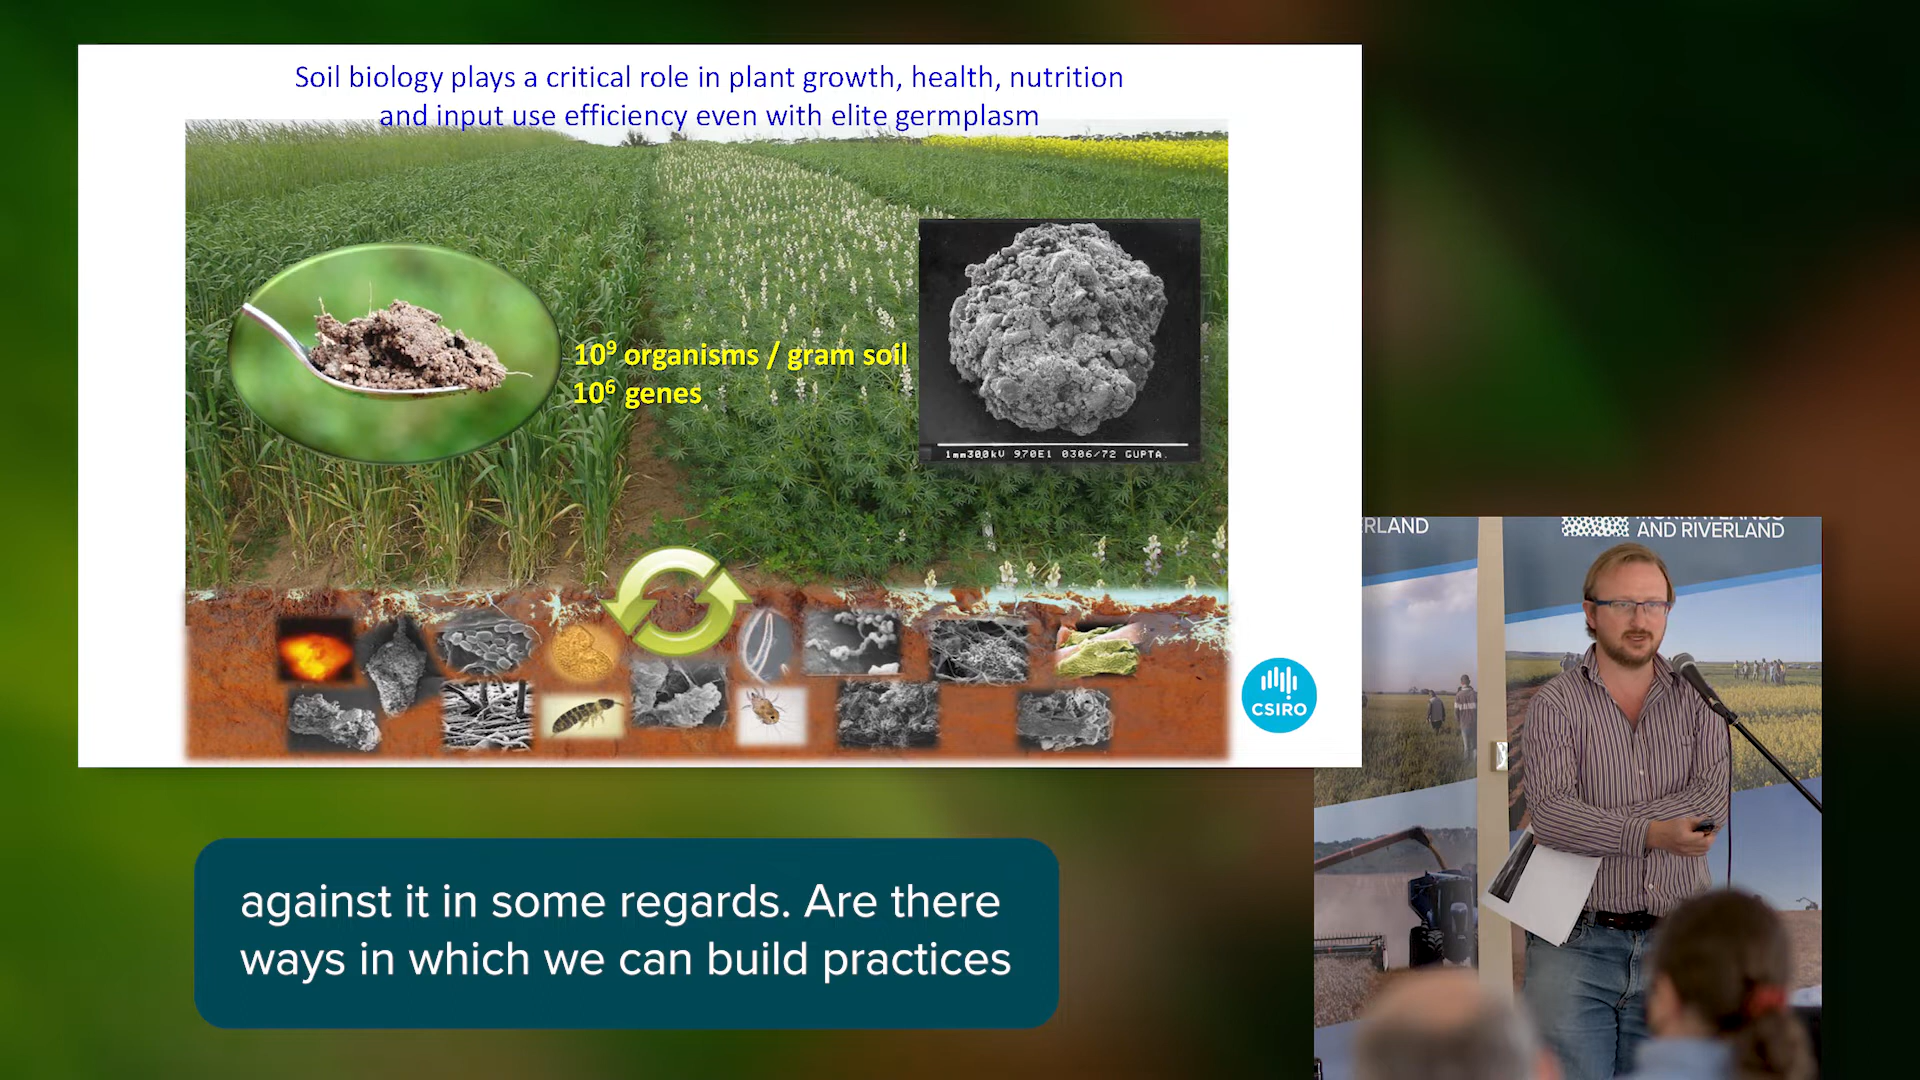 Soil biology plays a critical role in plant growth, health, nutrition
and input use efficiency even with elite germplasm
10⁹ organisms / gram soil
10⁶ genes
1mm300kV 970E1 0306/72 GUPTA
CSIRO
RLAND
AND RIVERLAND
against it in some regards. Are there
ways in which we can build practices